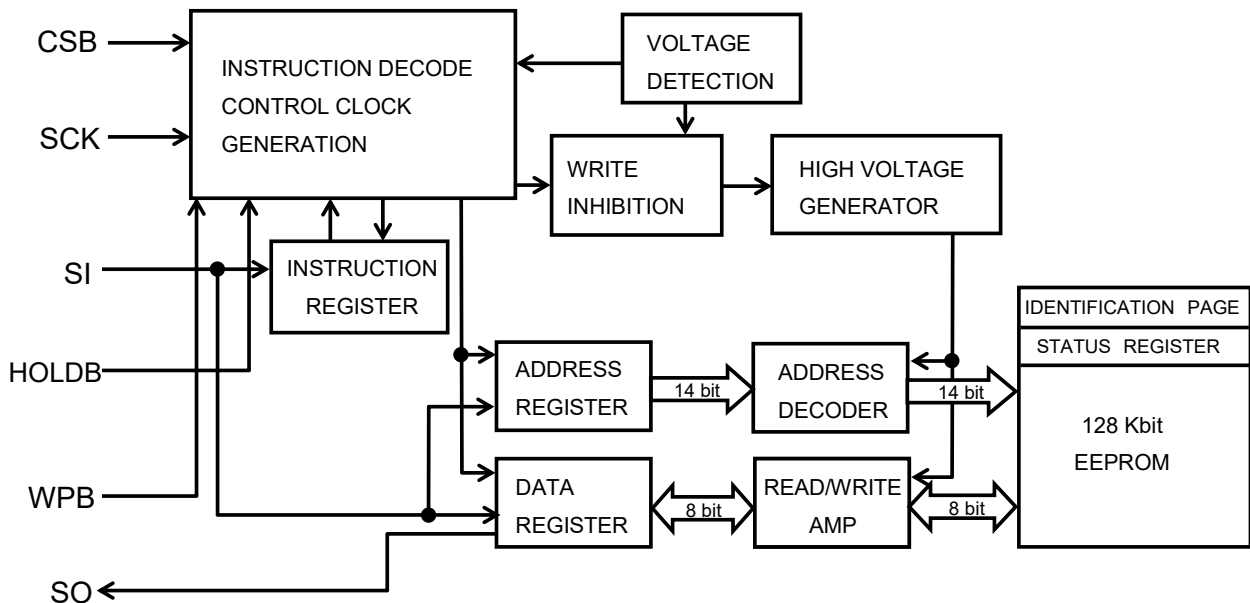 CSB
SCK
SI
HOLDB
WPB
SO
INSTRUCTION DECODE
CONTROL CLOCK
GENERATION
VOLTAGE
DETECTION
WRITE
INHIBITION
HIGH VOLTAGE
GENERATOR
INSTRUCTION
REGISTER
ADDRESS
REGISTER
14 bit
ADDRESS
DECODER
14 bit
DATA
REGISTER
8 bit
READ/WRITE
AMP
8 bit
IDENTIFICATION PAGE
STATUS REGISTER
128 Kbit
EEPROM